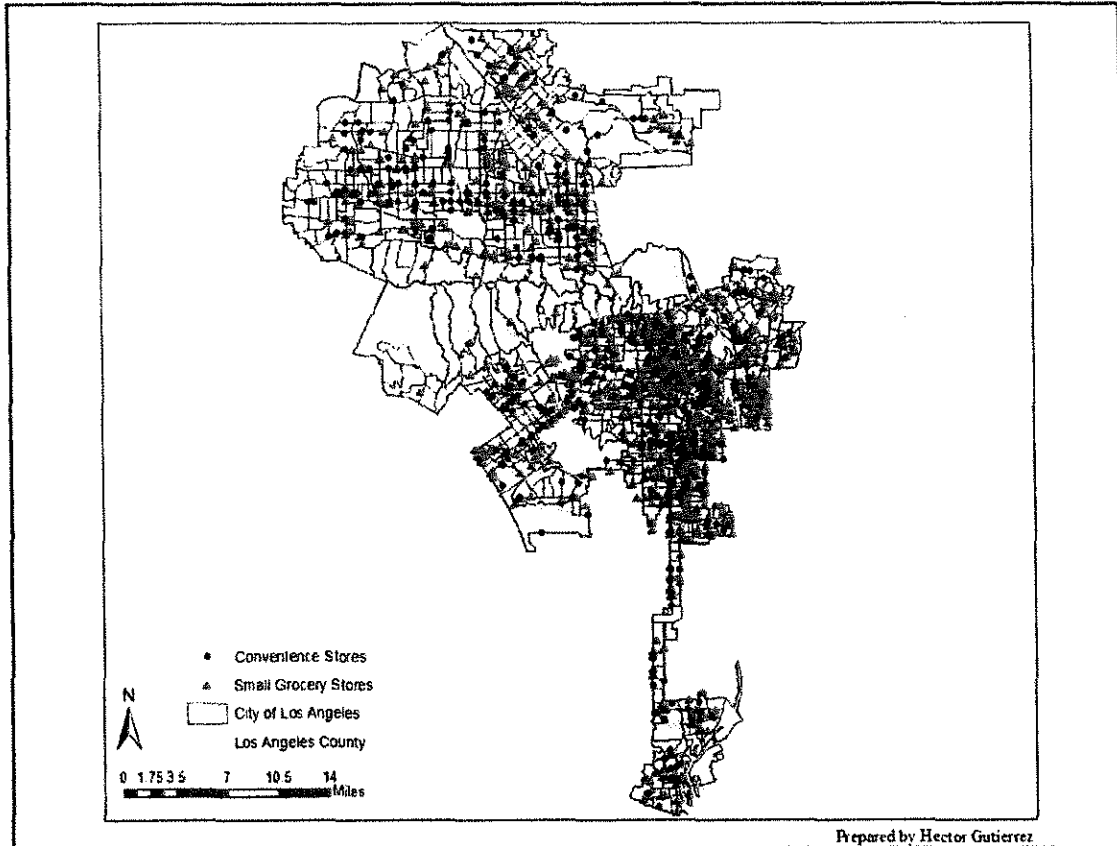 Convenience Stores
Small Grocery Stores
City of Los Angeles
Los Angeles County
N
0 1.75 3.5 7 10.5 14
Miles
Prepared by Hector Gutierrez